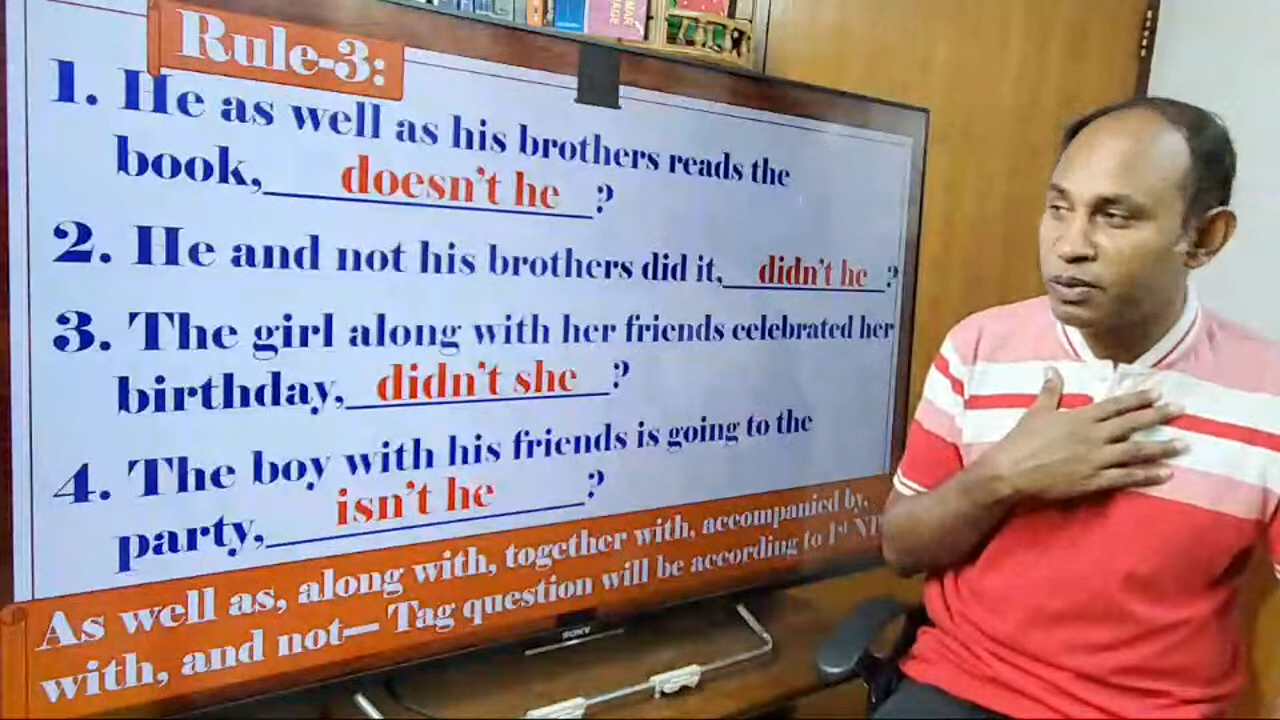 Rule-3:
1. He as well as his brothers reads the
book, doesn't he ?
2. He and not his brothers did it, didn't he ?
3. The girl along with her friends celebrated her
birthday, didn't she ?
4. The boy with his friends is going to the
party, isn't he ?
As well as, along with, together with, accompanied by,
with, and not— Tag question will be according to 1st
SONY